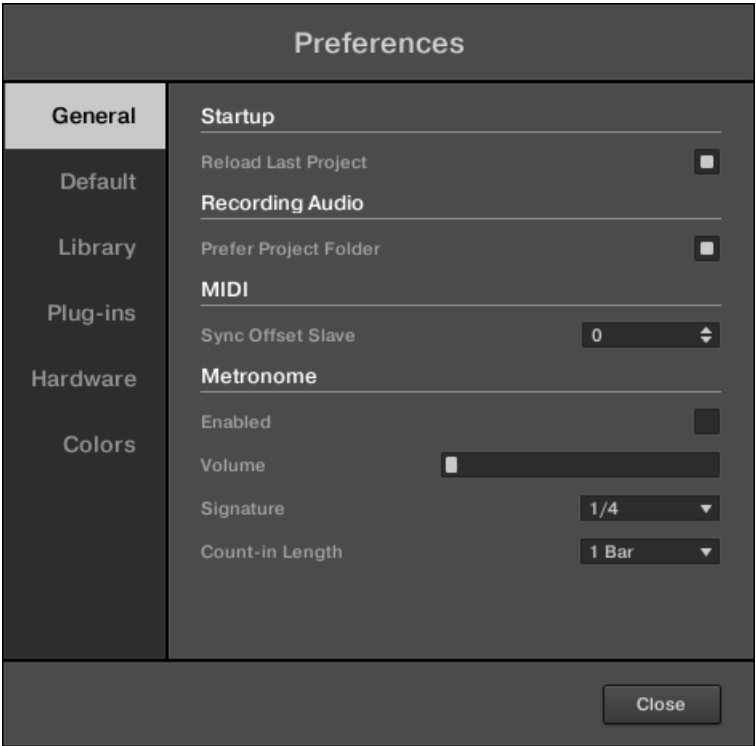 Preferences
General
Default
Library
Plug-ins
Hardware
Colors
Startup
Reload Last Project
Recording Audio
Prefer Project Folder
MIDI
Sync Offset Slave 0
Metronome
Enabled
Volume
Signature 1/4
Count-in Length 1 Bar
Close